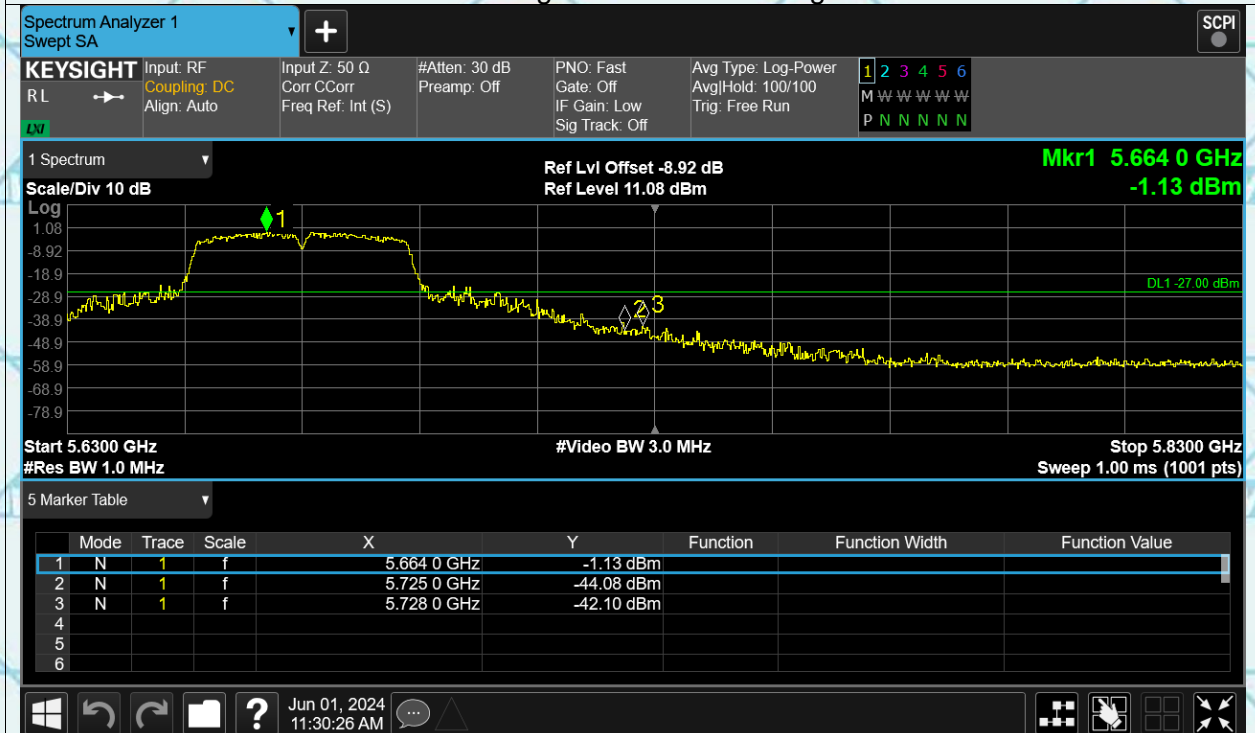 Spectrum Analyzer 1
Swept SA
+
SCPI
KEYSIGHT
R L
LXI
Input: RF
Coupling: DC
Align: Auto
Input Z: 50 Ω
Corr CCorr
Freq Ref: Int (S)
#Atten: 30 dB
Preamp: Off
PNO: Fast
Gate: Off
IF Gain: Low
Sig Track: Off
Avg Type: Log-Power
Avg|Hold: 100/100
Trig: Free Run
1 2 3 4 5 6
M W W W W W W
P N N N N N N
1 Spectrum
Scale/Div 10 dB
Ref Lvl Offset -8.92 dB
Ref Level 11.08 dBm
Mkr1 5.664 0 GHz
-1.13 dBm
Log
1.08
-8.92
-18.9
-28.9
-38.9
-48.9
-58.9
-68.9
-78.9
1
2
3
DL1 -27.00 dBm
Start 5.6300 GHz
#Video BW 3.0 MHz
Stop 5.8300 GHz
#Res BW 1.0 MHz
Sweep 1.00 ms (1001 pts)
5 Marker Table
Mode Trace Scale X Y Function Function Width Function Value
1 N 1 f 5.664 0 GHz -1.13 dBm
2 N 1 f 5.725 0 GHz -44.08 dBm
3 N 1 f 5.728 0 GHz -42.10 dBm
4
5
6
?
Jun 01, 2024
11:30:26 AM